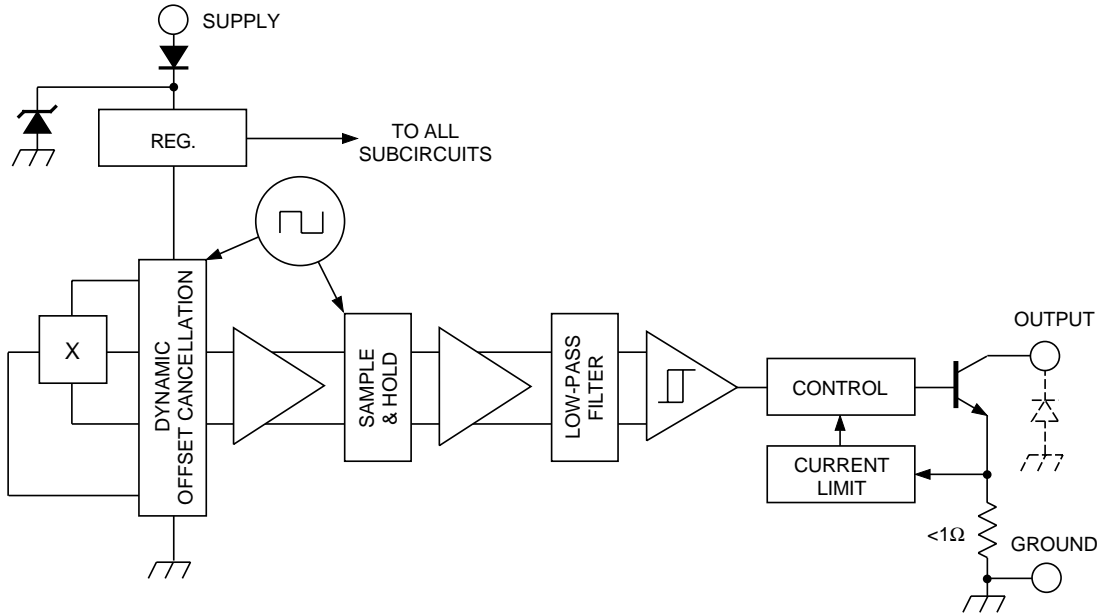 SUPPLY
REG.
TO ALL
SUBCIRCUITS
X
DYNAMIC
OFFSET CANCELLATION
SAMPLE
& HOLD
LOW-PASS
FILTER
CONTROL
CURRENT
LIMIT
OUTPUT
<1Ω
GROUND